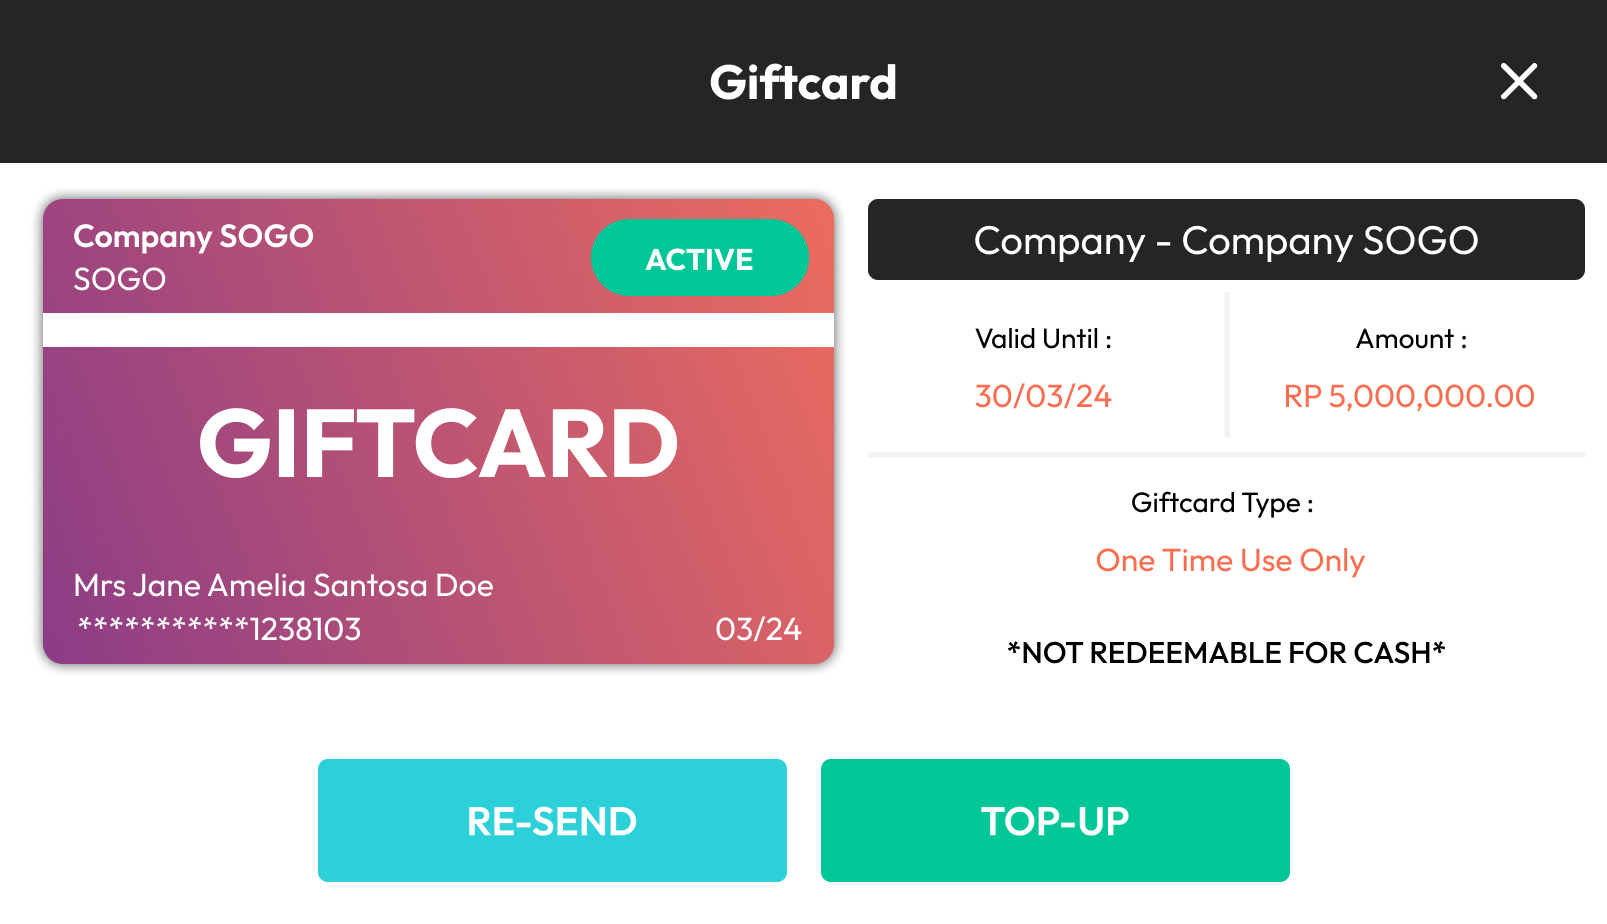 Giftcard
Company SOGO
SOGO
ACTIVE
GIFTCARD
Mrs Jane Amelia Santosa Doe
***********1238103
03/24
Company - Company SOGO
Valid Until :
30/03/24
Amount :
RP 5,000,000.00
Giftcard Type :
One Time Use Only
*NOT REDEEMABLE FOR CASH*
RE-SEND
TOP-UP